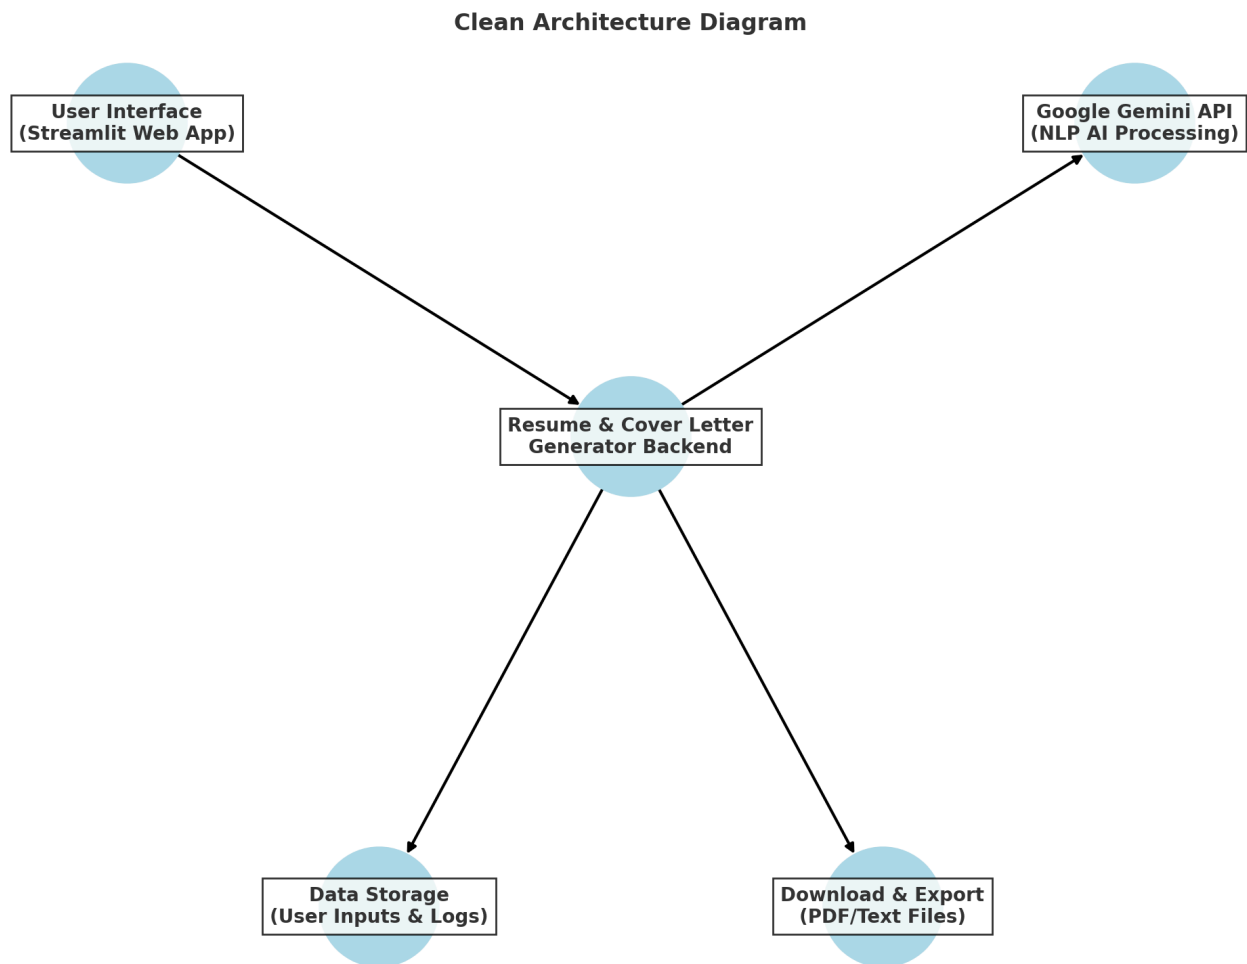 Clean Architecture Diagram
User Interface
(Streamlit Web App)
Google Gemini API
(NLP AI Processing)
Resume & Cover Letter
Generator Backend
Data Storage
(User Inputs & Logs)
Download & Export
(PDF/Text Files)